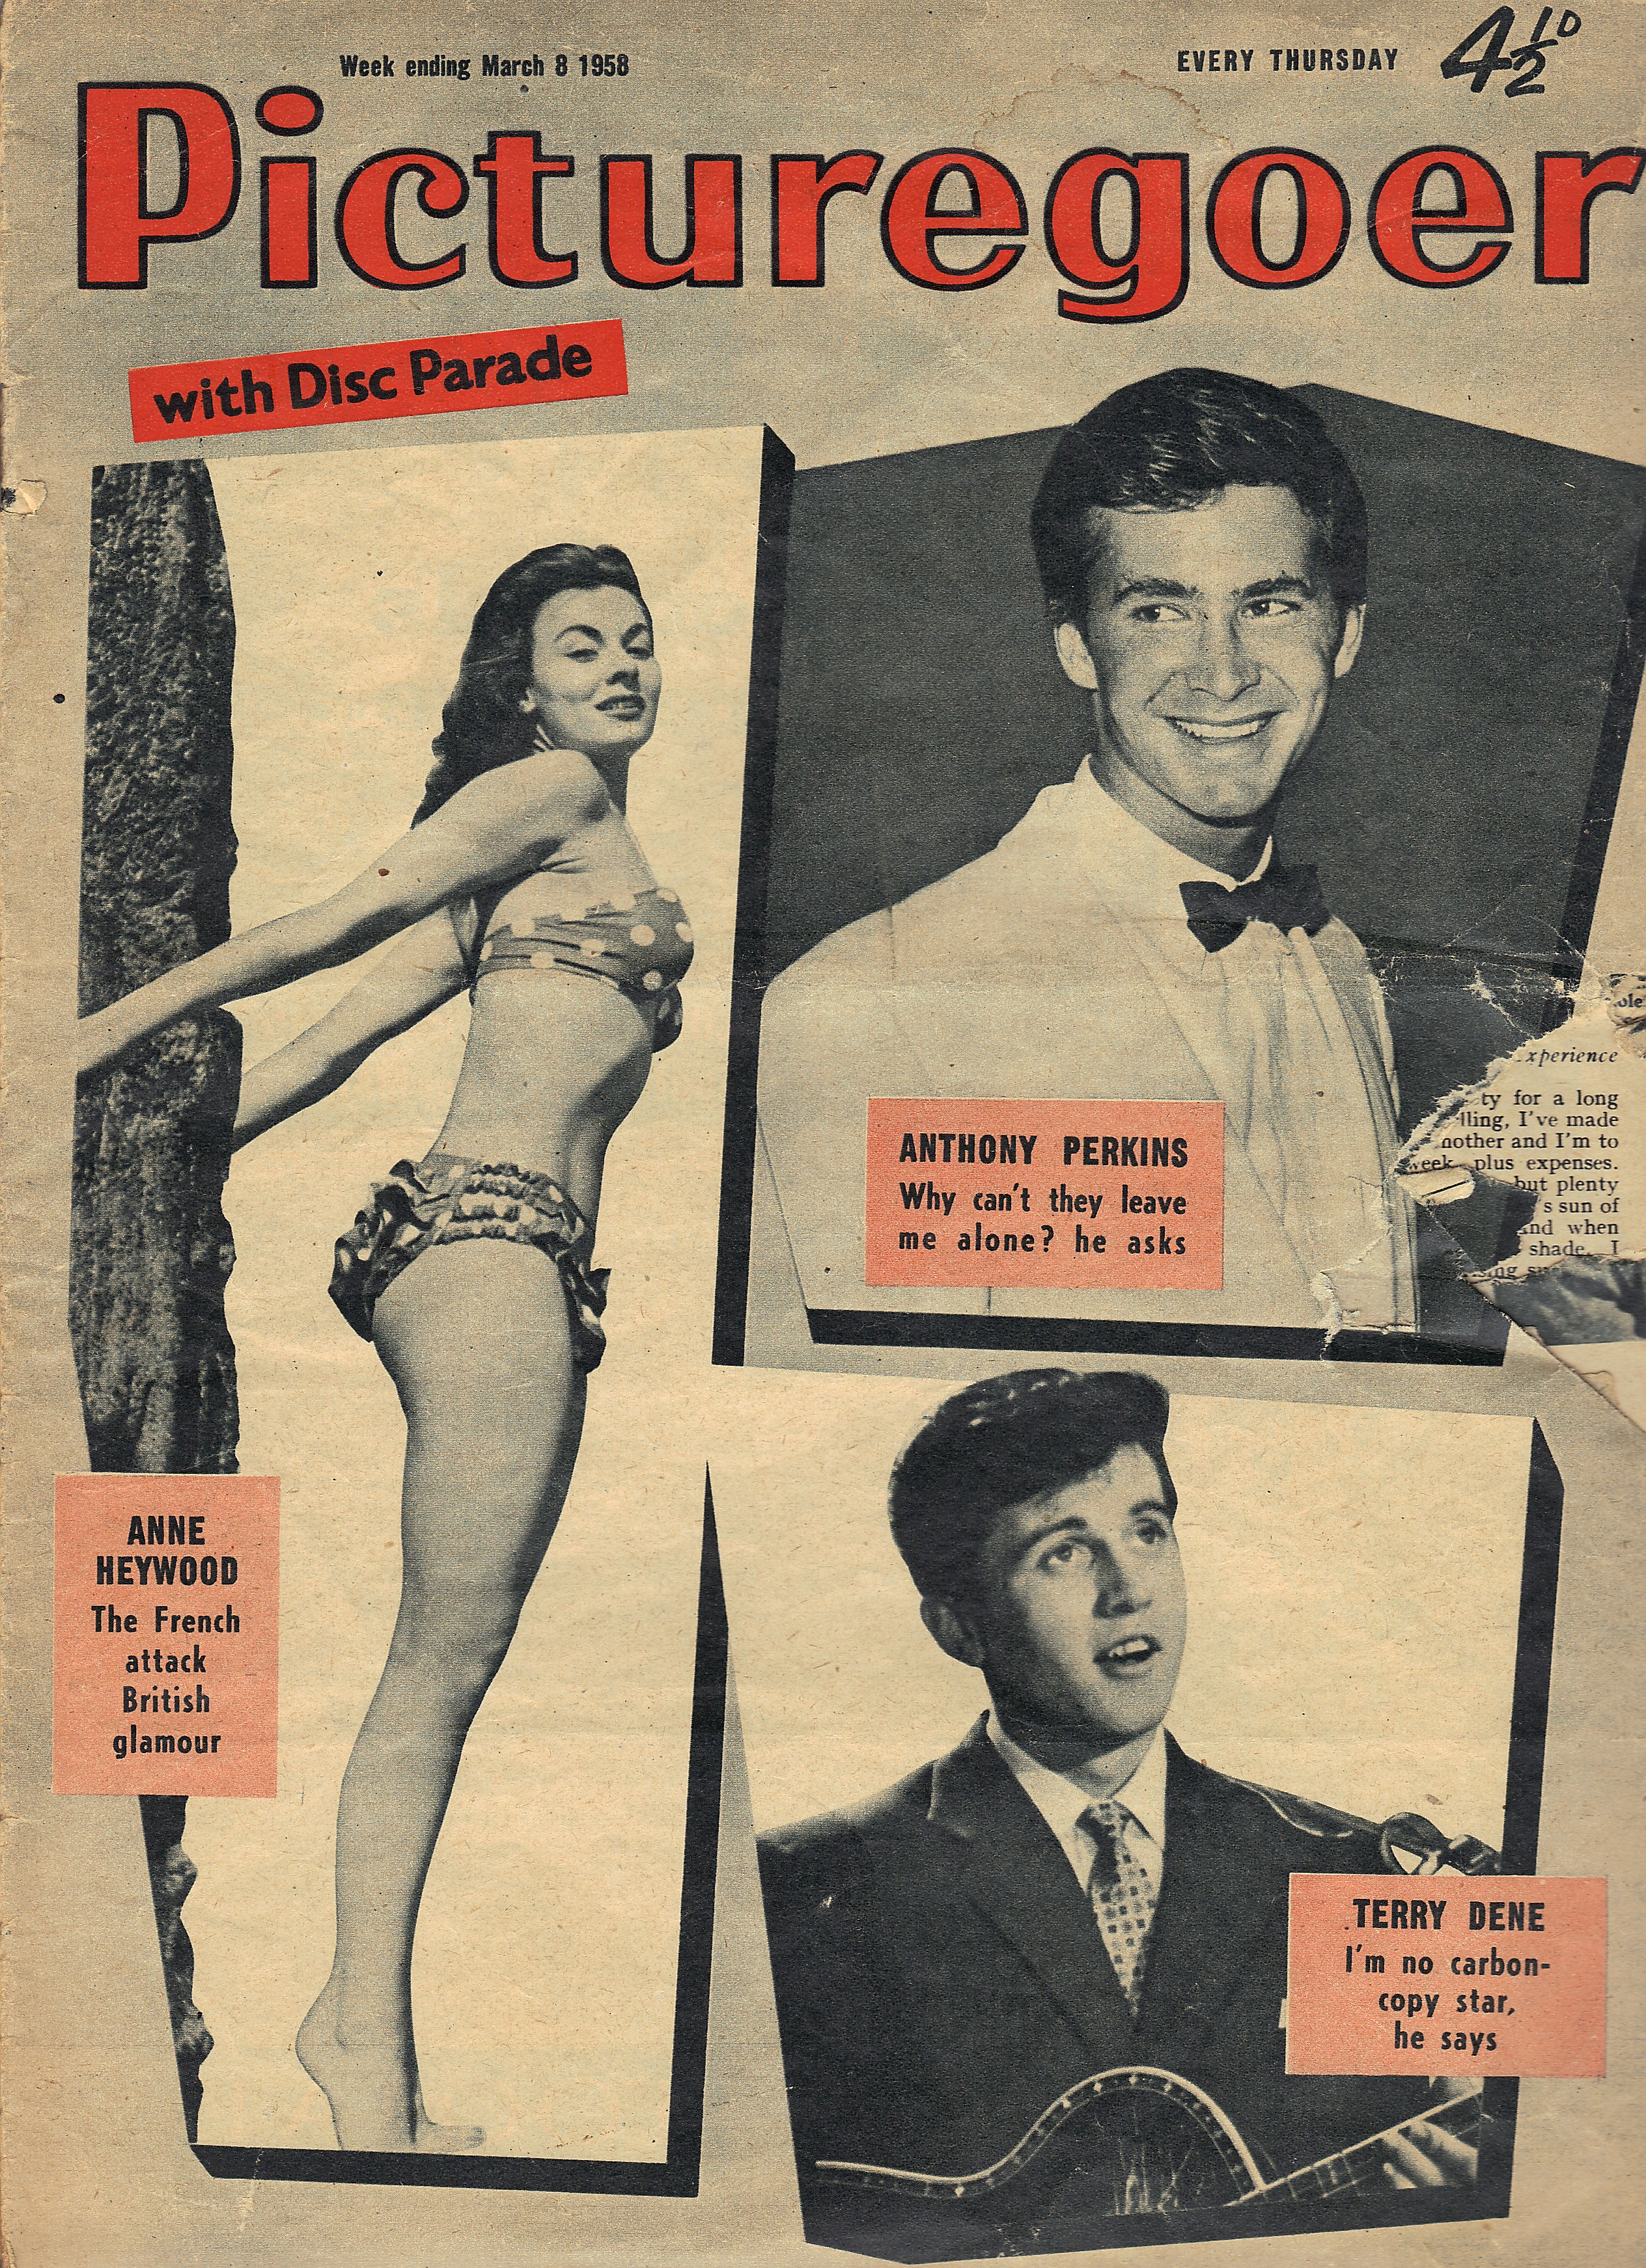 Week ending March 8 1958
EVERY THURSDAY
4½D
Picturegoer
with Disc Parade
ANTHONY PERKINS
Why can't they leave
me alone? he asks
xperience
ty for a long
lling, I've made
nother and I'm to
week plus expenses.
but plenty
's sun of
and when
shade. I
ANNE
HEYWOOD
The French
attack
British
glamour
TERRY DENE
I'm no carbon-
copy star,
he says